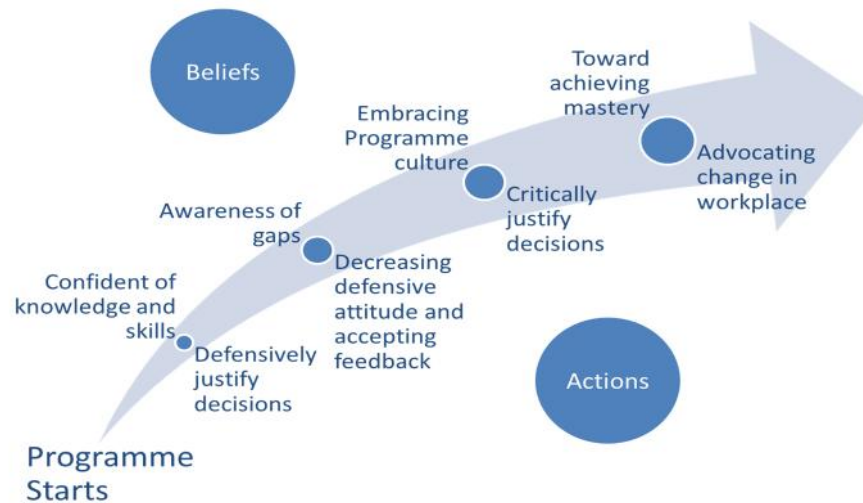 Beliefs
Toward
achieving
mastery
Embracing
Programme
culture
Advocating
change in
workplace
Critically
justify
decisions
Awareness of
gaps
Decreasing
defensive
attitude and
accepting
feedback
Confident of
knowledge and
skills
Defensively
justify
decisions
Actions
Programme
Starts